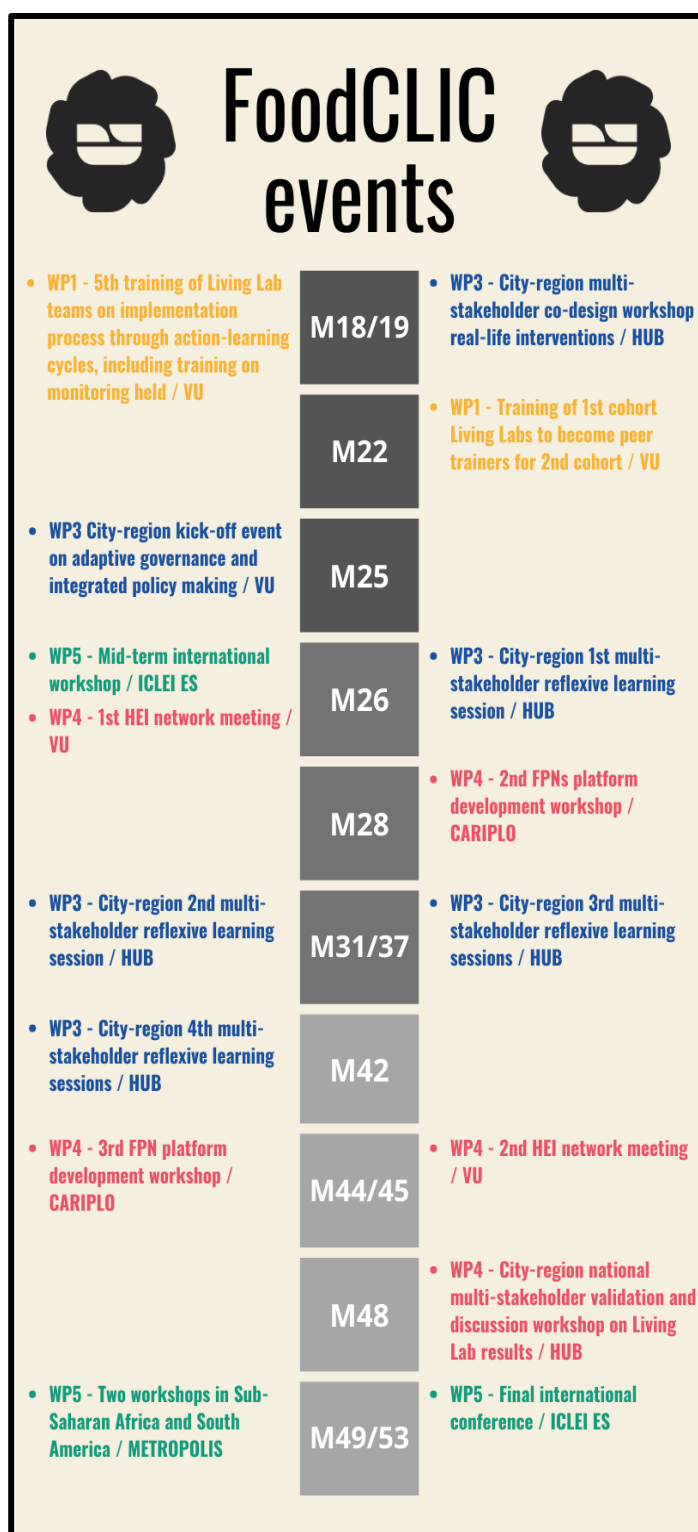 FoodCLIC
events
WP1 - 5th training of Living Lab
teams on implementation
process through action-learning
cycles, including training on
monitoring held / VU
M18/19
WP3 - City-region multi-
stakeholder co-design workshop
real-life interventions / HUB
M22
WP1 - Training of 1st cohort
Living Labs to become peer
trainers for 2nd cohort / VU
WP3 City-region kick-off event
on adaptive governance and
integrated policy making / VU
M25
WP5 - Mid-term international
workshop / ICLEI ES
WP4 - 1st HEI network meeting /
VU
M26
WP3 - City-region 1st multi-
stakeholder reflexive learning
session / HUB
M28
WP4 - 2nd FPNs platform
development workshop /
CARIPLO
WP3 - City-region 2nd multi-
stakeholder reflexive learning
session / HUB
M31/37
WP3 - City-region 3rd multi-
stakeholder reflexive learning
sessions / HUB
WP3 - City-region 4th multi-
stakeholder reflexive learning
sessions / HUB
M42
WP4 - 3rd FPN platform
development workshop /
CARIPLO
M44/45
WP4 - 2nd HEI network meeting
/ VU
M48
WP4 - City-region national
multi-stakeholder validation and
discussion workshop on Living
Lab results / HUB
WP5 - Two workshops in Sub-
Saharan Africa and South
America / METROPOLIS
M49/53
WP5 - Final international
conference / ICLEI ES